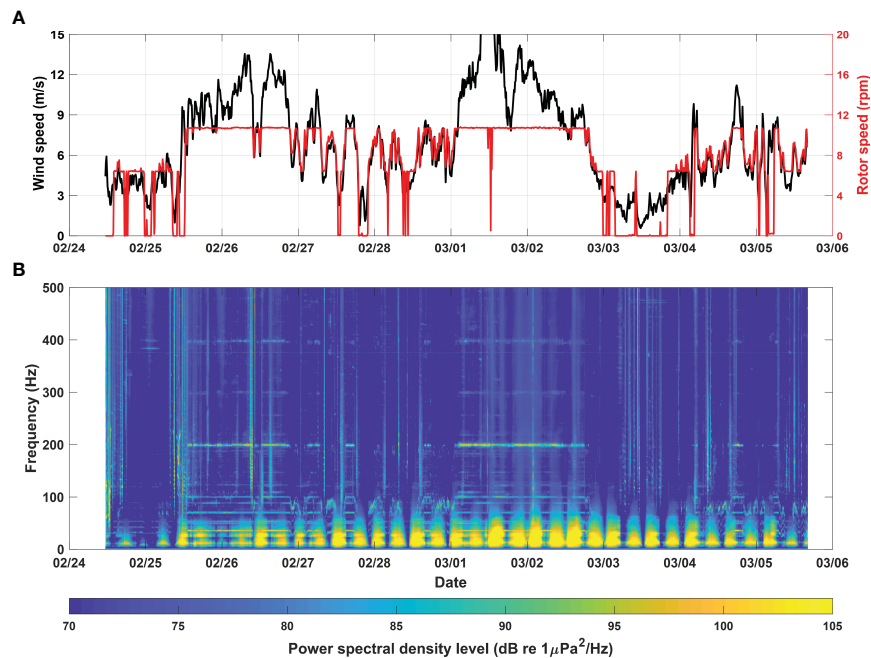 A
15
12
9
6
3
0
Wind speed (m/s)
20
16
12
8
4
0
Rotor speed (rpm)
02/24 02/25 02/26 02/27 02/28 03/01 03/02 03/03 03/04 03/05 03/06
B
500
400
300
200
100
0
Frequency (Hz)
02/24 02/25 02/26 02/27 02/28 03/01 03/02 03/03 03/04 03/05 03/06
Date
70 75 80 85 90 95 100 105
Power spectral density level (dB re 1μPa²/Hz)